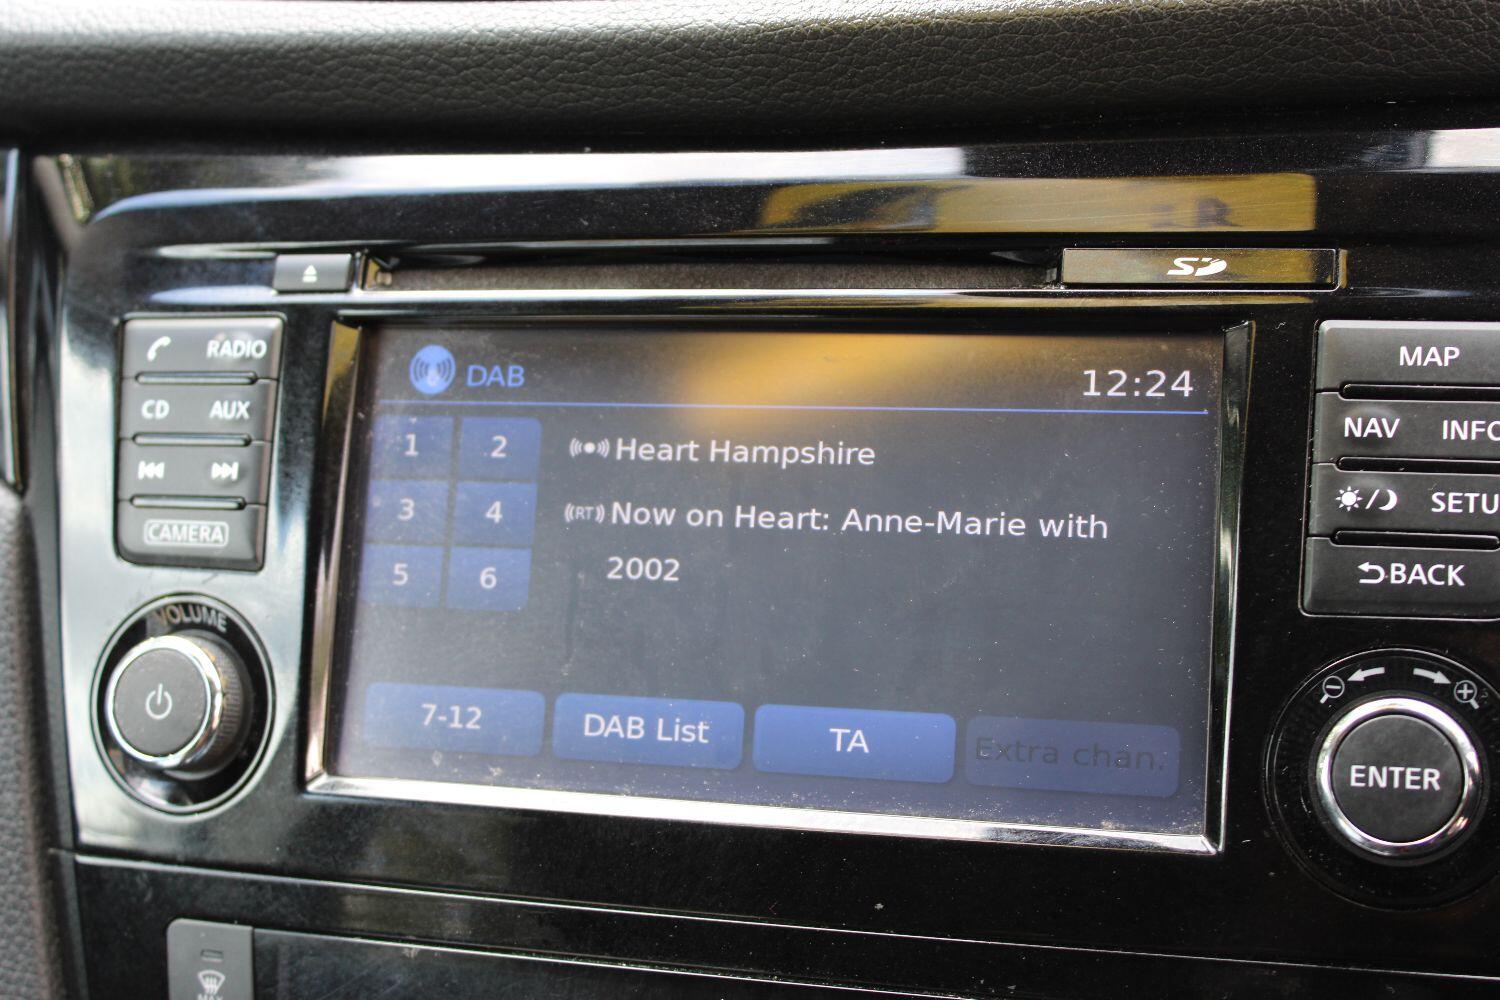 SD
RADIO
CD AUX
CAMERA
VOLUME
DAB 12:24
1 2
3 4
5 6
Heart Hampshire
(RT) Now on Heart: Anne-Marie with
2002
7-12 DAB List TA Extra chan.
MAP
NAV INFO
SETU
BACK
ENTER
MAX